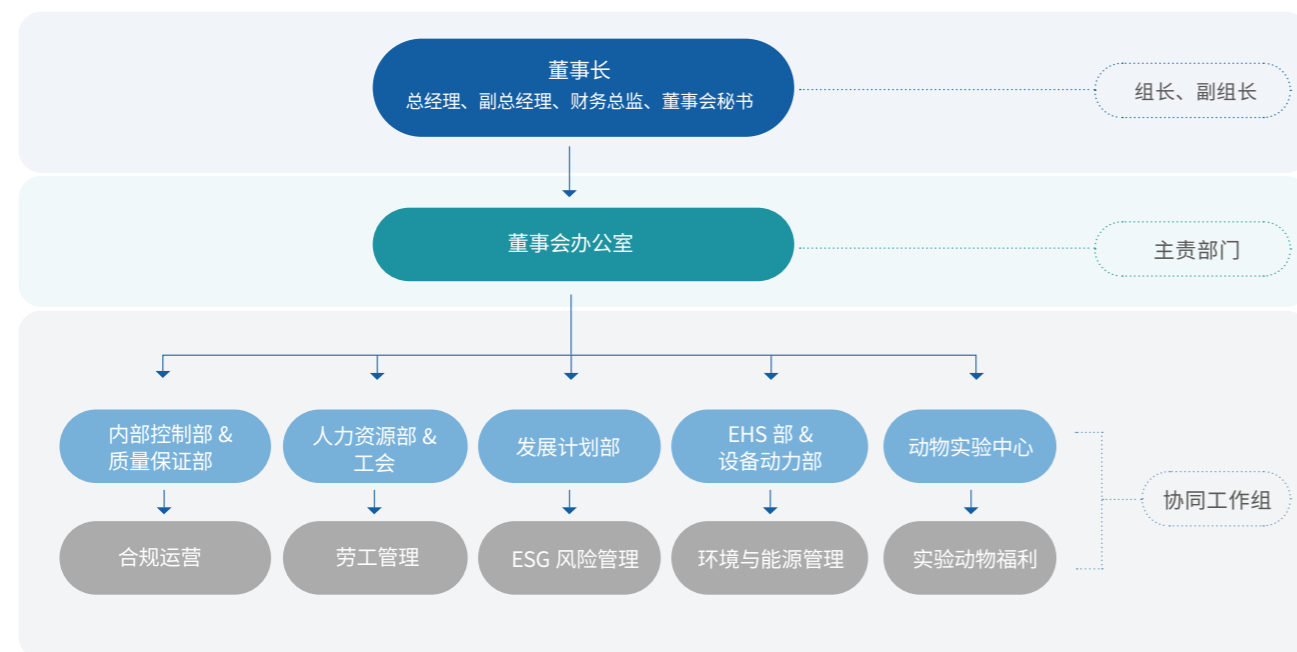 董事长
总经理、副总经理、财务总监、董事会秘书
组长、副组长
董事会办公室
主责部门
内部控制部 &
质量保证部
人力资源部 &
工会
发展计划部
EHS 部 &
设备动力部
动物实验中心
协同工作组
合规运营
劳工管理
ESG 风险管理
环境与能源管理
实验动物福利